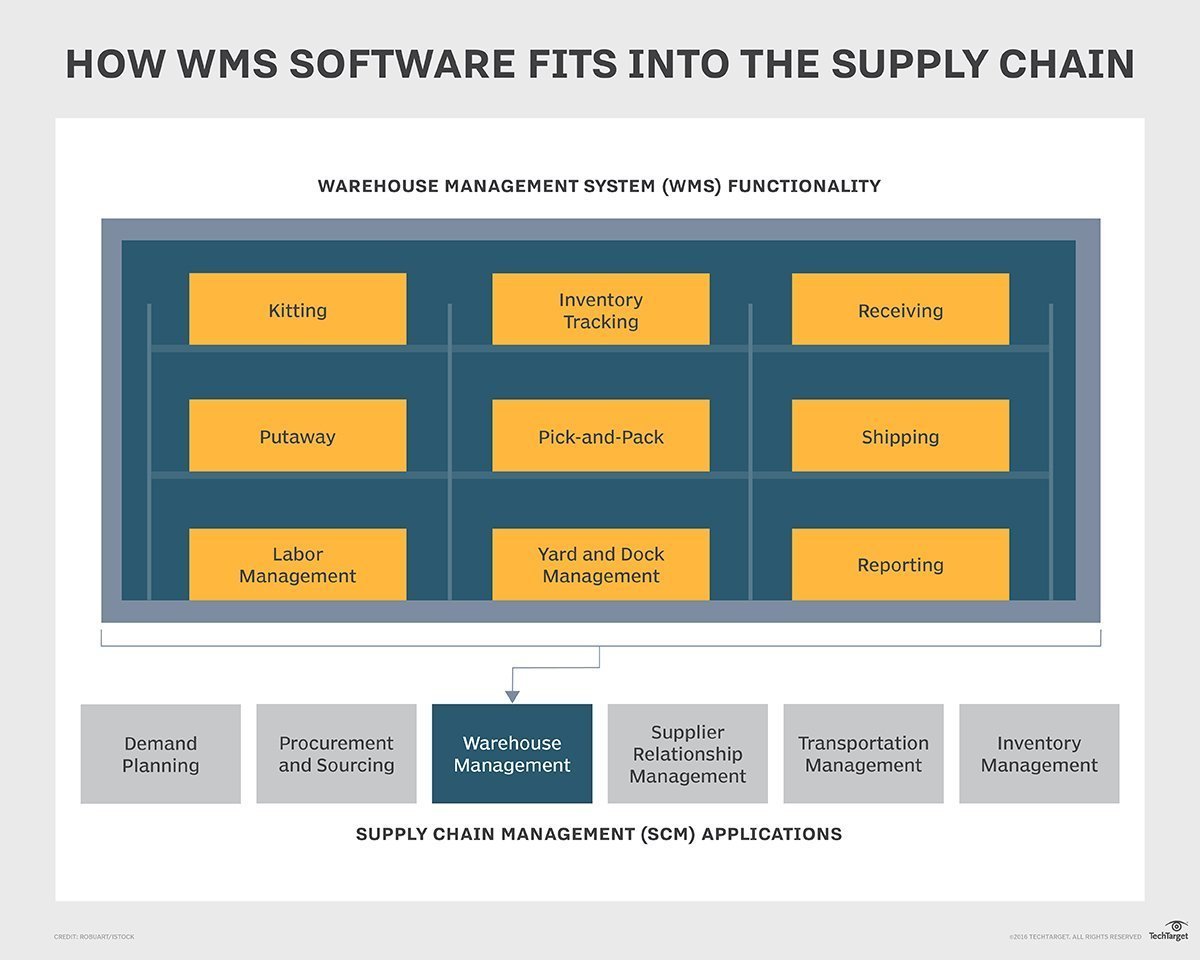 HOW WMS SOFTWARE FITS INTO THE SUPPLY CHAIN
WAREHOUSE MANAGEMENT SYSTEM (WMS) FUNCTIONALITY
Kitting
Inventory
Tracking
Receiving
Putaway
Pick-and-Pack
Shipping
Labor
Management
Yard and Dock
Management
Reporting
Demand
Planning
Procurement
and Sourcing
Warehouse
Management
Supplier
Relationship
Management
Transportation
Management
Inventory
Management
SUPPLY CHAIN MANAGEMENT (SCM) APPLICATIONS
CREDIT: ROBUART/ISTOCK
©2016 TECHTARGET. ALL RIGHTS RESERVED
TechTarget